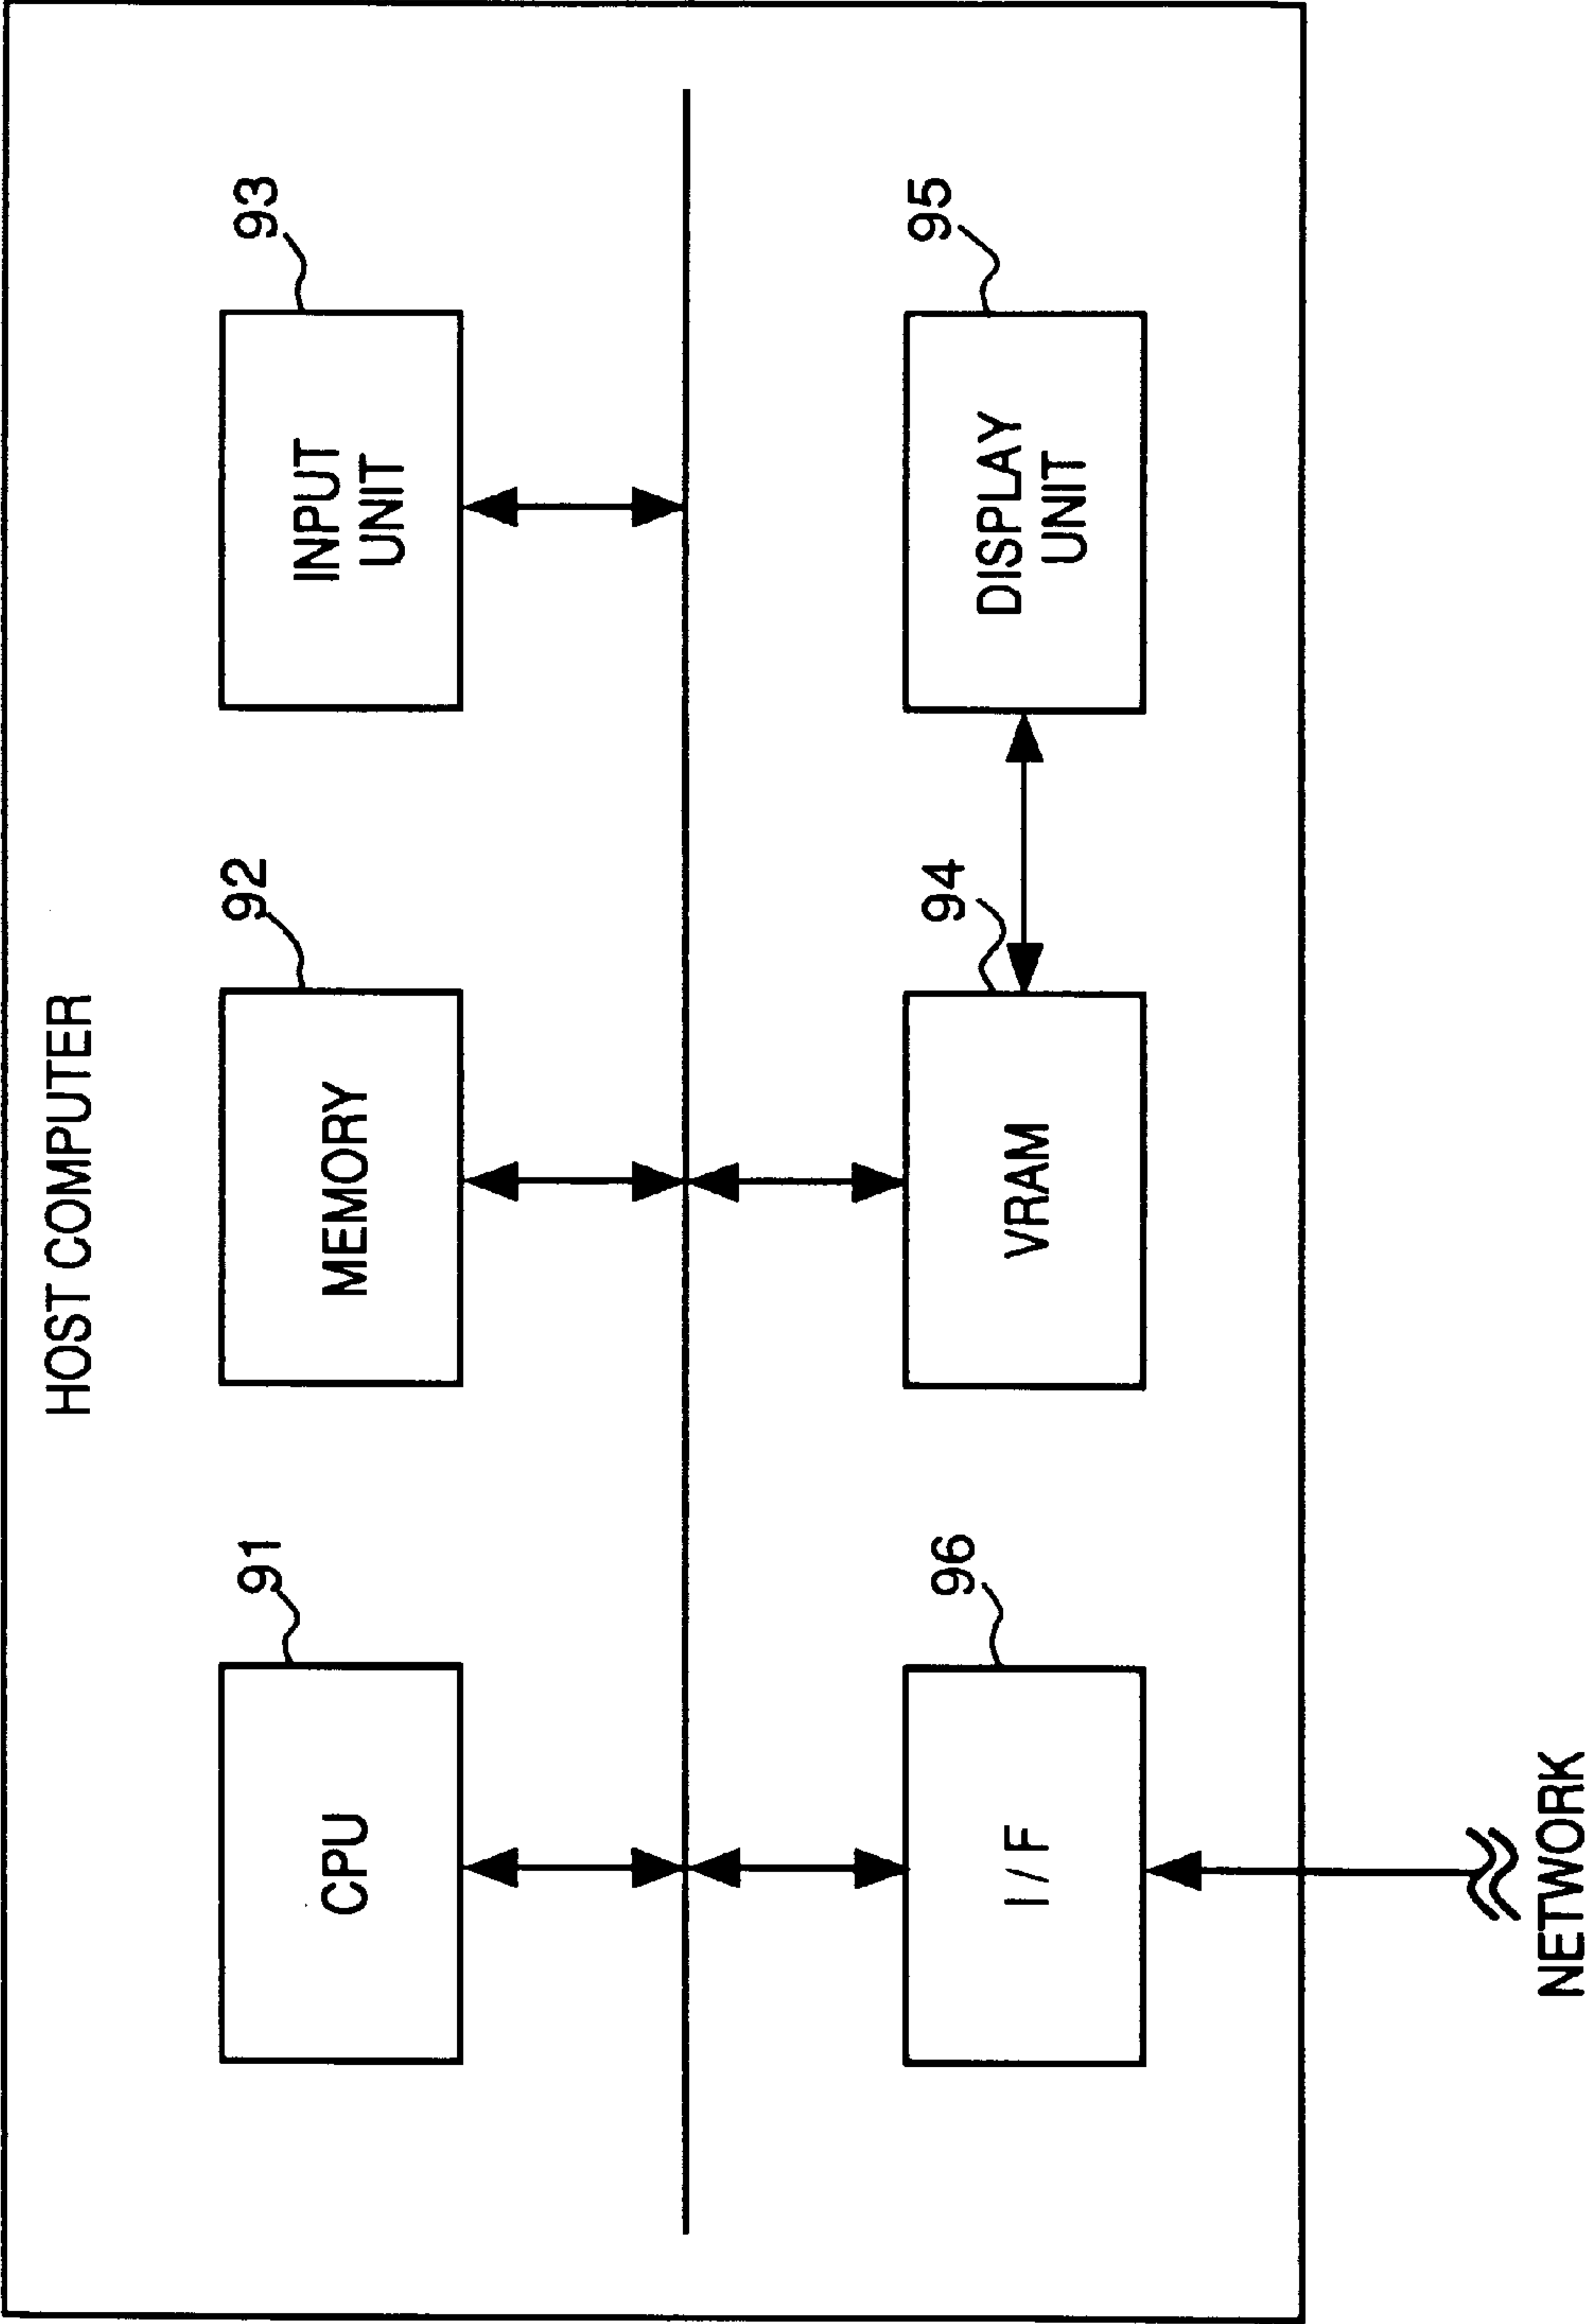 HOST COMPUTER
91
92
93
CPU
MEMORY
INPUT
UNIT
96
94
95
I/F
VRAM
DISPLAY
UNIT
NETWORK